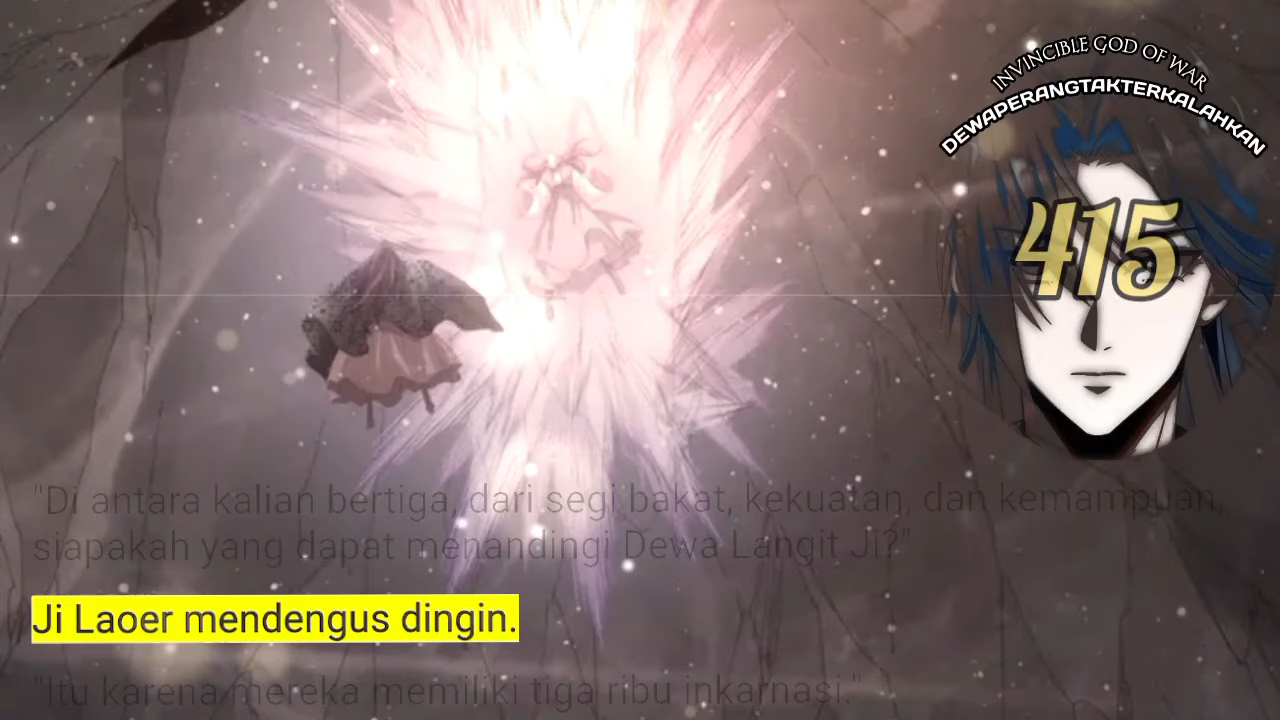 INVINCIBLE GOD OF WAR
DEWAPERANGTAKTERKALAHKAN
415
"Di antara kalian bertiga, dari segi bakat, kekuatan, dan kemampuan,
siapakah yang dapat menandingi Dewa Langit Ji?"
Ji Laoer mendengus dingin.
"Itu karena mereka memiliki tiga ribu inkarnasi."